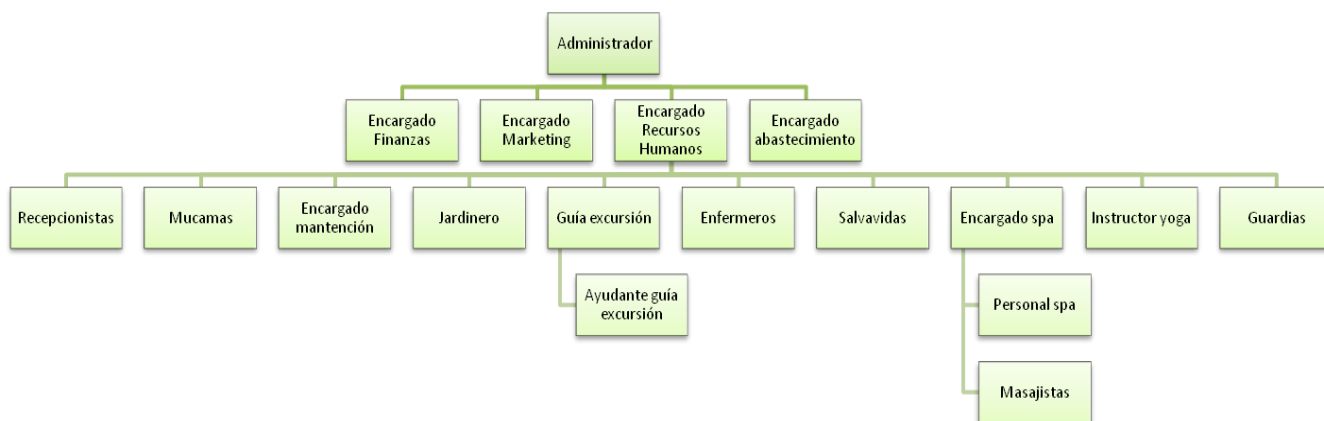 Administrador
Encargado
Finanzas
Encargado
Marketing
Encargado
Recursos
Humanos
Encargado
abastecimiento
Recepcionistas
Mucamas
Encargado
mantención
Jardinero
Guía excursión
Enfermeros
Salvavidas
Encargado spa
Instructor yoga
Guardias
Ayudante guía
excursión
Personal spa
Masajistas